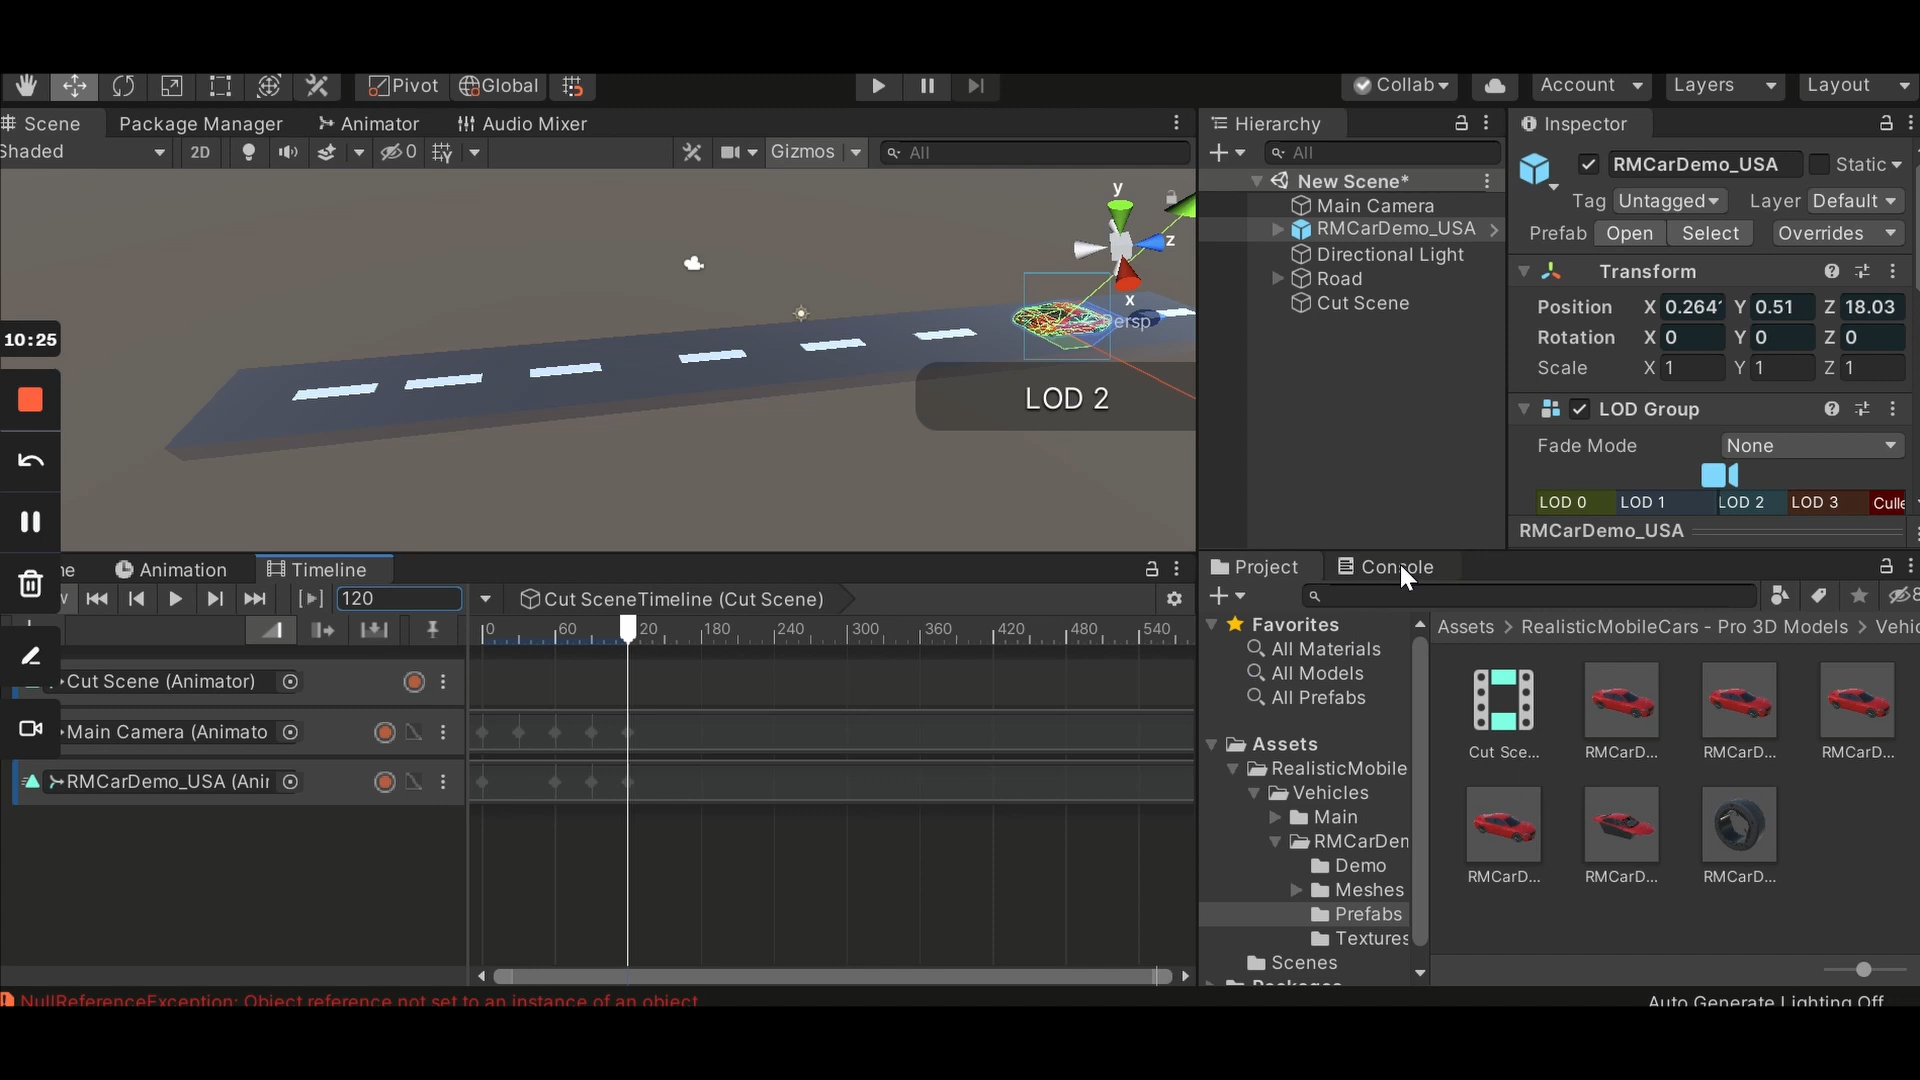 Pivot Global Collab Account Layers Layout
Scene Package Manager Animator Audio Mixer
Shaded 2D 0 Gizmos All
y
z
x
Persp
LOD 2
10:25
Hierarchy
All
New Scene*
Main Camera
RMCarDemo_USA
Directional Light
Road
Cut Scene
Inspector
RMCarDemo_USA Static
Tag Untagged Layer Default
Prefab Open Select Overrides
Transform
Position X 0.264 Y 0.51 Z 18.03
Rotation X 0 Y 0 Z 0
Scale X 1 Y 1 Z 1
LOD Group
Fade Mode None
LOD 0 LOD 1 LOD 2 LOD 3 Culle
RMCarDemo_USA
me Animation Timeline
w 120 Cut SceneTimeline (Cut Scene)
0 60 20 180 240 300 360 420 480 540
Cut Scene (Animator)
Main Camera (Animato
RMCarDemo_USA (Ani
Project Console
8
Favorites
All Materials
All Models
All Prefabs
Assets
RealisticMobile
Vehicles
Main
RMCarDen
Demo
Meshes
Prefabs
Textures
Scenes
Packages
Assets > RealisticMobileCars - Pro 3D Models > Vehic
Cut Sce... RMCarD... RMCarD... RMCarD...
RMCarD... RMCarD... RMCarD...
NullReferenceException: Object reference not set to an instance of an object
Auto Generate Lighting Off